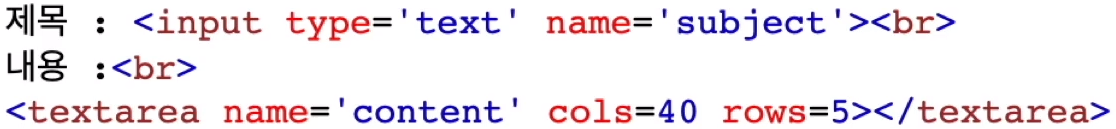 제목 : <input type='text' name='subject'><br>
내용 :<br>
<textarea name='content' cols=40 rows=5></textarea>